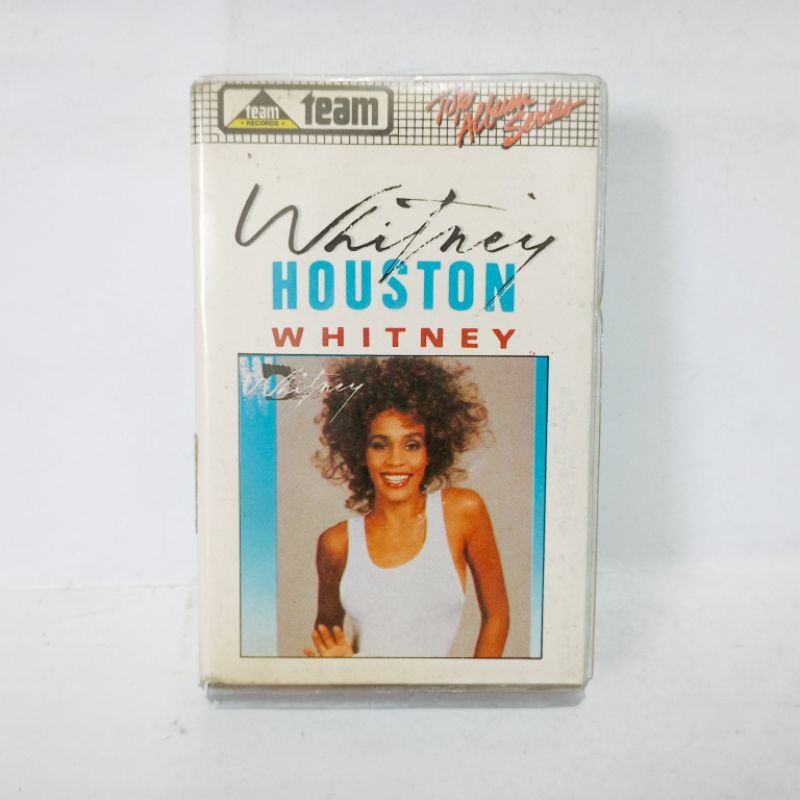 team RECORDS team
Top Album Series
Whitney
HOUSTON
WHITNEY
Whitney